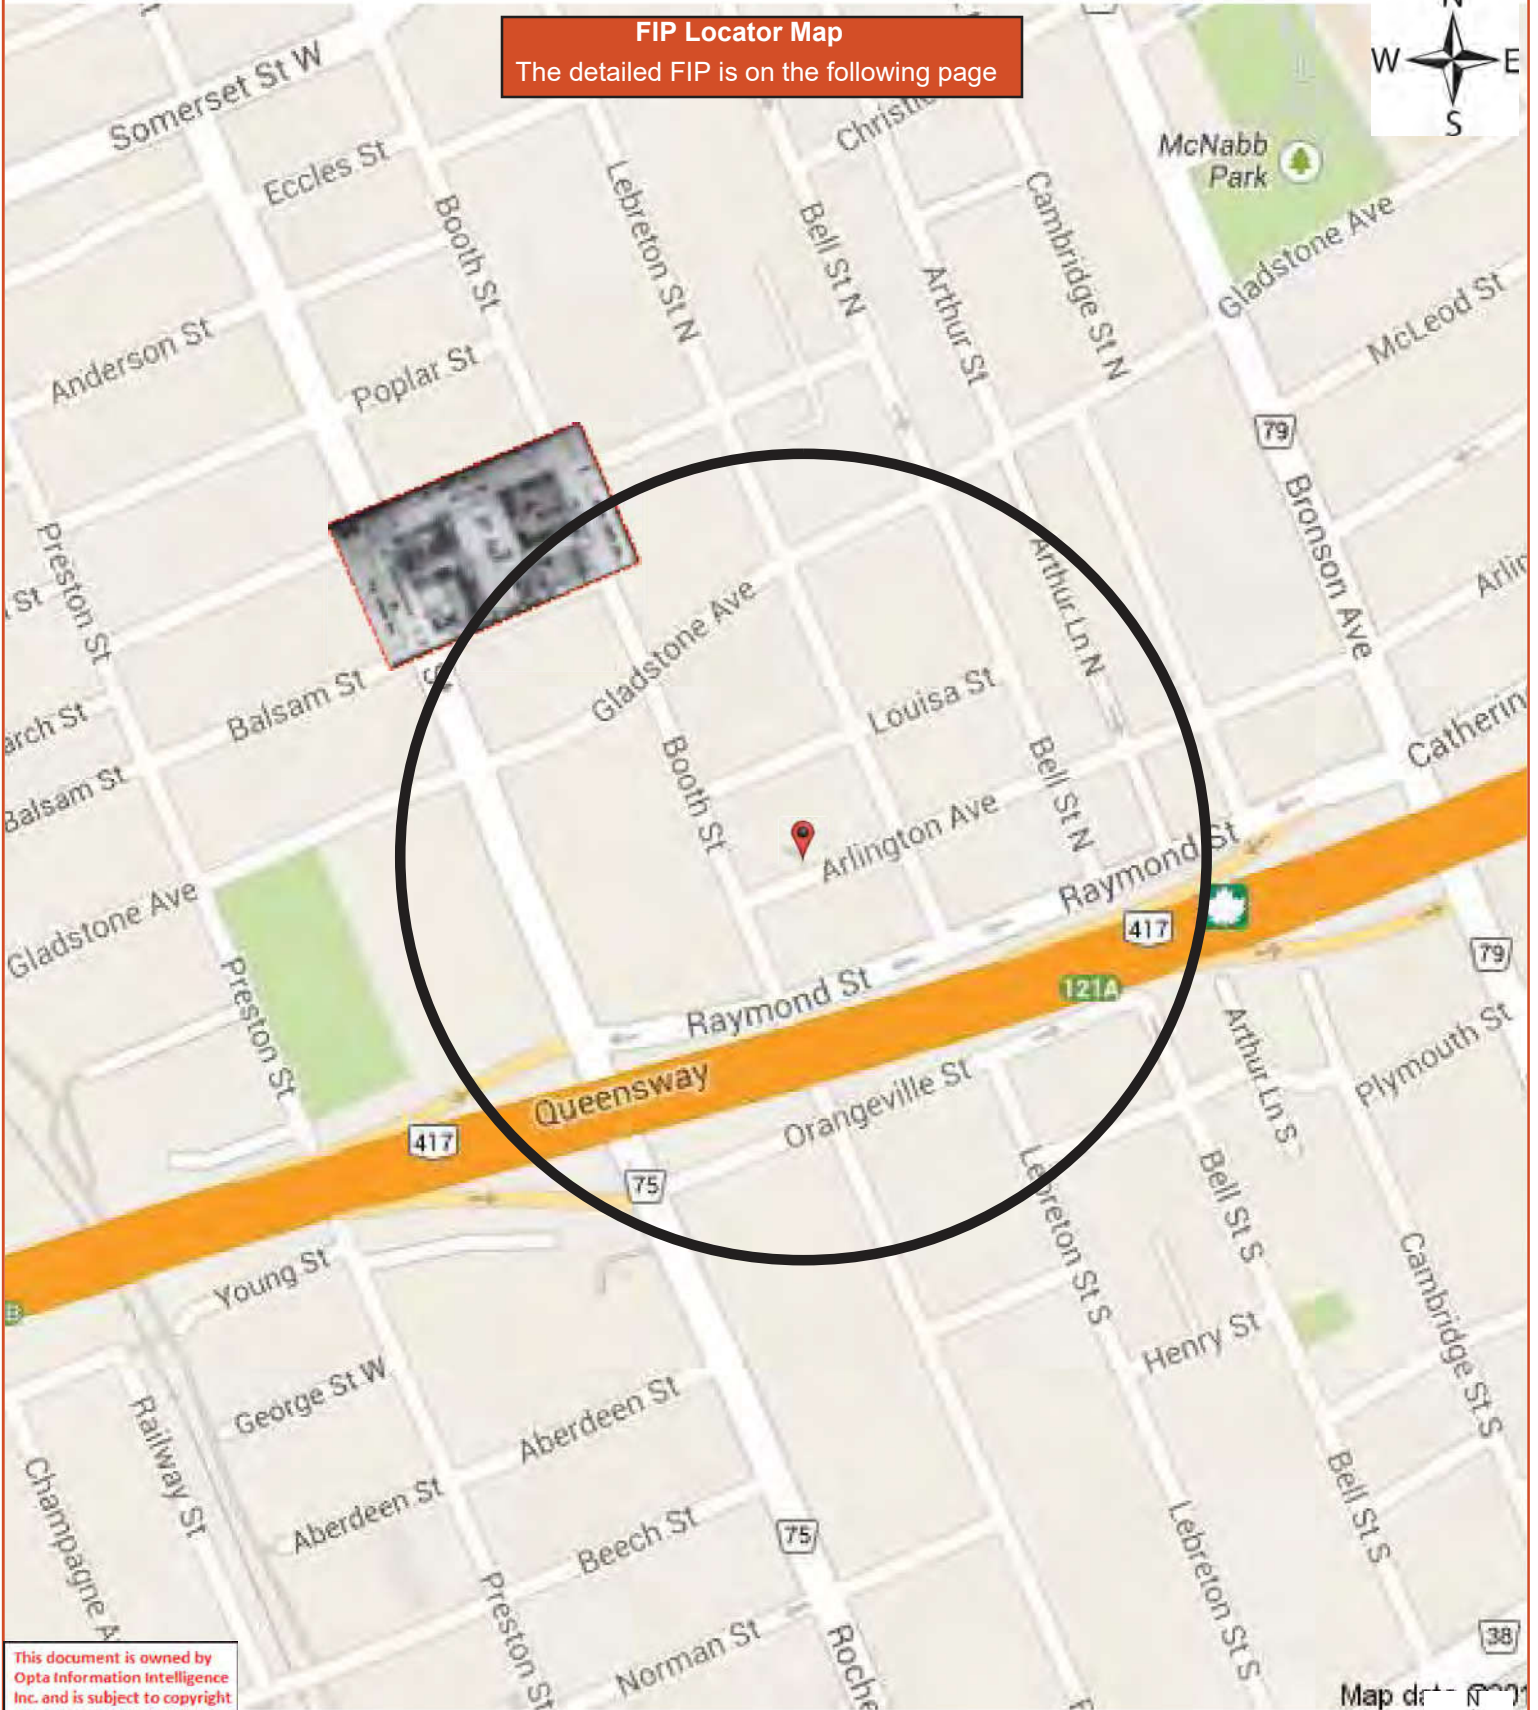 FIP Locator Map
The detailed FIP is on the following page
N
W
E
S
Somerset St W
Eccles St
Booth St
Lebreton St N
Bell St N
Arthur St
Cambridge St N
McNabb
Park
Gladstone Ave
McLeod St
Anderson St
Poplar St
79
Bronson Ave
Preston St
St
Balsam St
Gladstone Ave
Arthur Ln N
Louisa St
Booth St
Bell St N
Arlington Ave
Balsam St
Raymond St
417
79
Gladstone Ave
Preston St
Raymond St
121A
Arthur Ln S
Plymouth St
Queensway
Orangeville St
417
75
Lebreton St S
Bell St S
Cambridge St S
Young St
Henry St
George St W
Aberdeen St
Railway St
Aberdeen St
Beech St
75
Bell St S
Lebreton St S
Preston St
Norman St
38
This document is owned by
Opta Information Intelligence
Inc. and is subject to copyright
Map
N